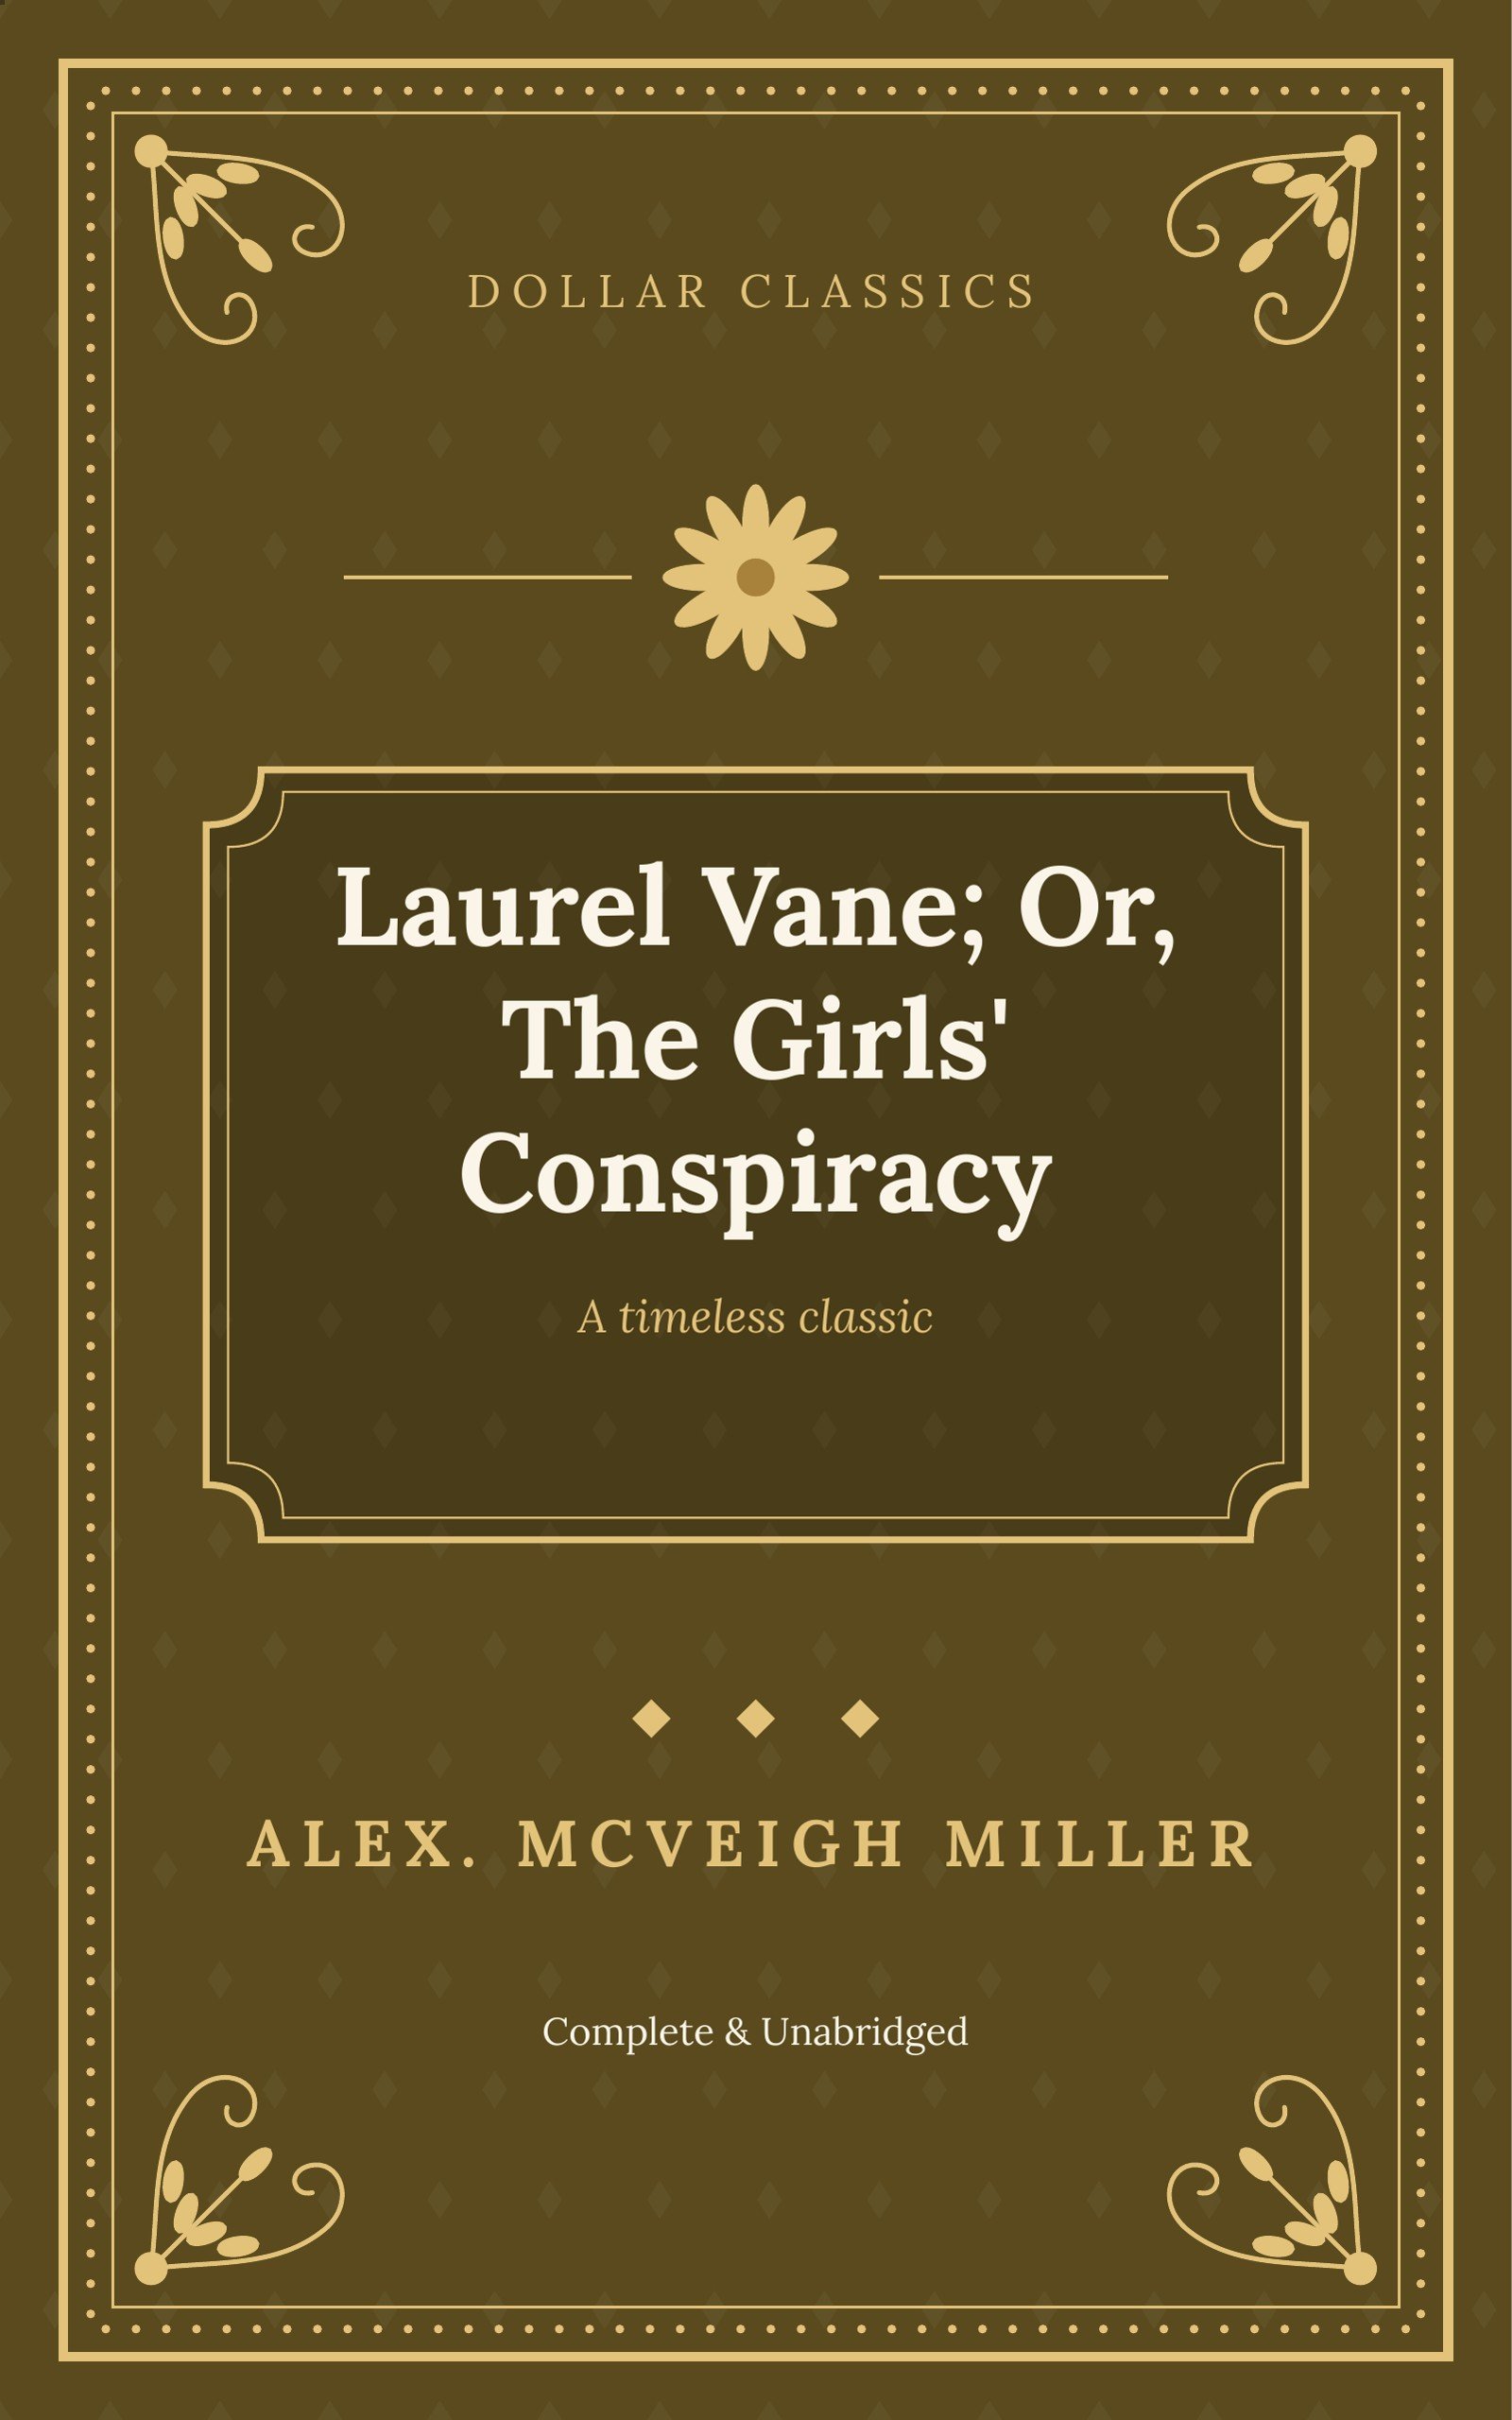 DOLLAR CLASSICS
Laurel Vane; Or,
The Girls'
Conspiracy
A timeless classic
ALEX. MCVEIGH MILLER
Complete & Unabridged